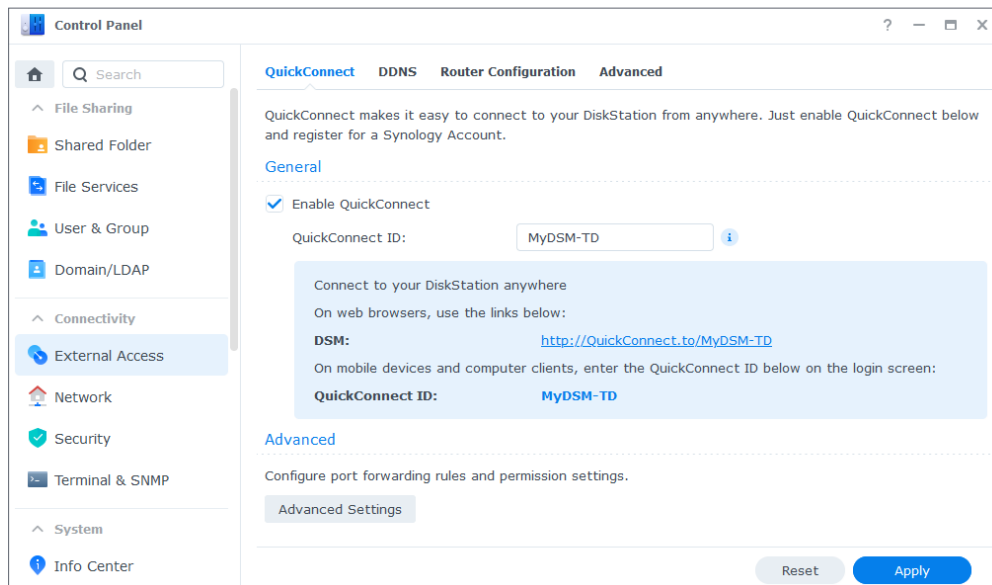 Control Panel
?
Search
File Sharing
Shared Folder
File Services
User & Group
Domain/LDAP
Connectivity
External Access
Network
Security
Terminal & SNMP
System
Info Center
QuickConnect DDNS Router Configuration Advanced
QuickConnect makes it easy to connect to your DiskStation from anywhere. Just enable QuickConnect below
and register for a Synology Account.
General
Enable QuickConnect
QuickConnect ID: MyDSM-TD
Connect to your DiskStation anywhere
On web browsers, use the links below:
DSM: http://QuickConnect.to/MyDSM-TD
On mobile devices and computer clients, enter the QuickConnect ID below on the login screen:
QuickConnect ID: MyDSM-TD
Advanced
Configure port forwarding rules and permission settings.
Advanced Settings
Reset Apply